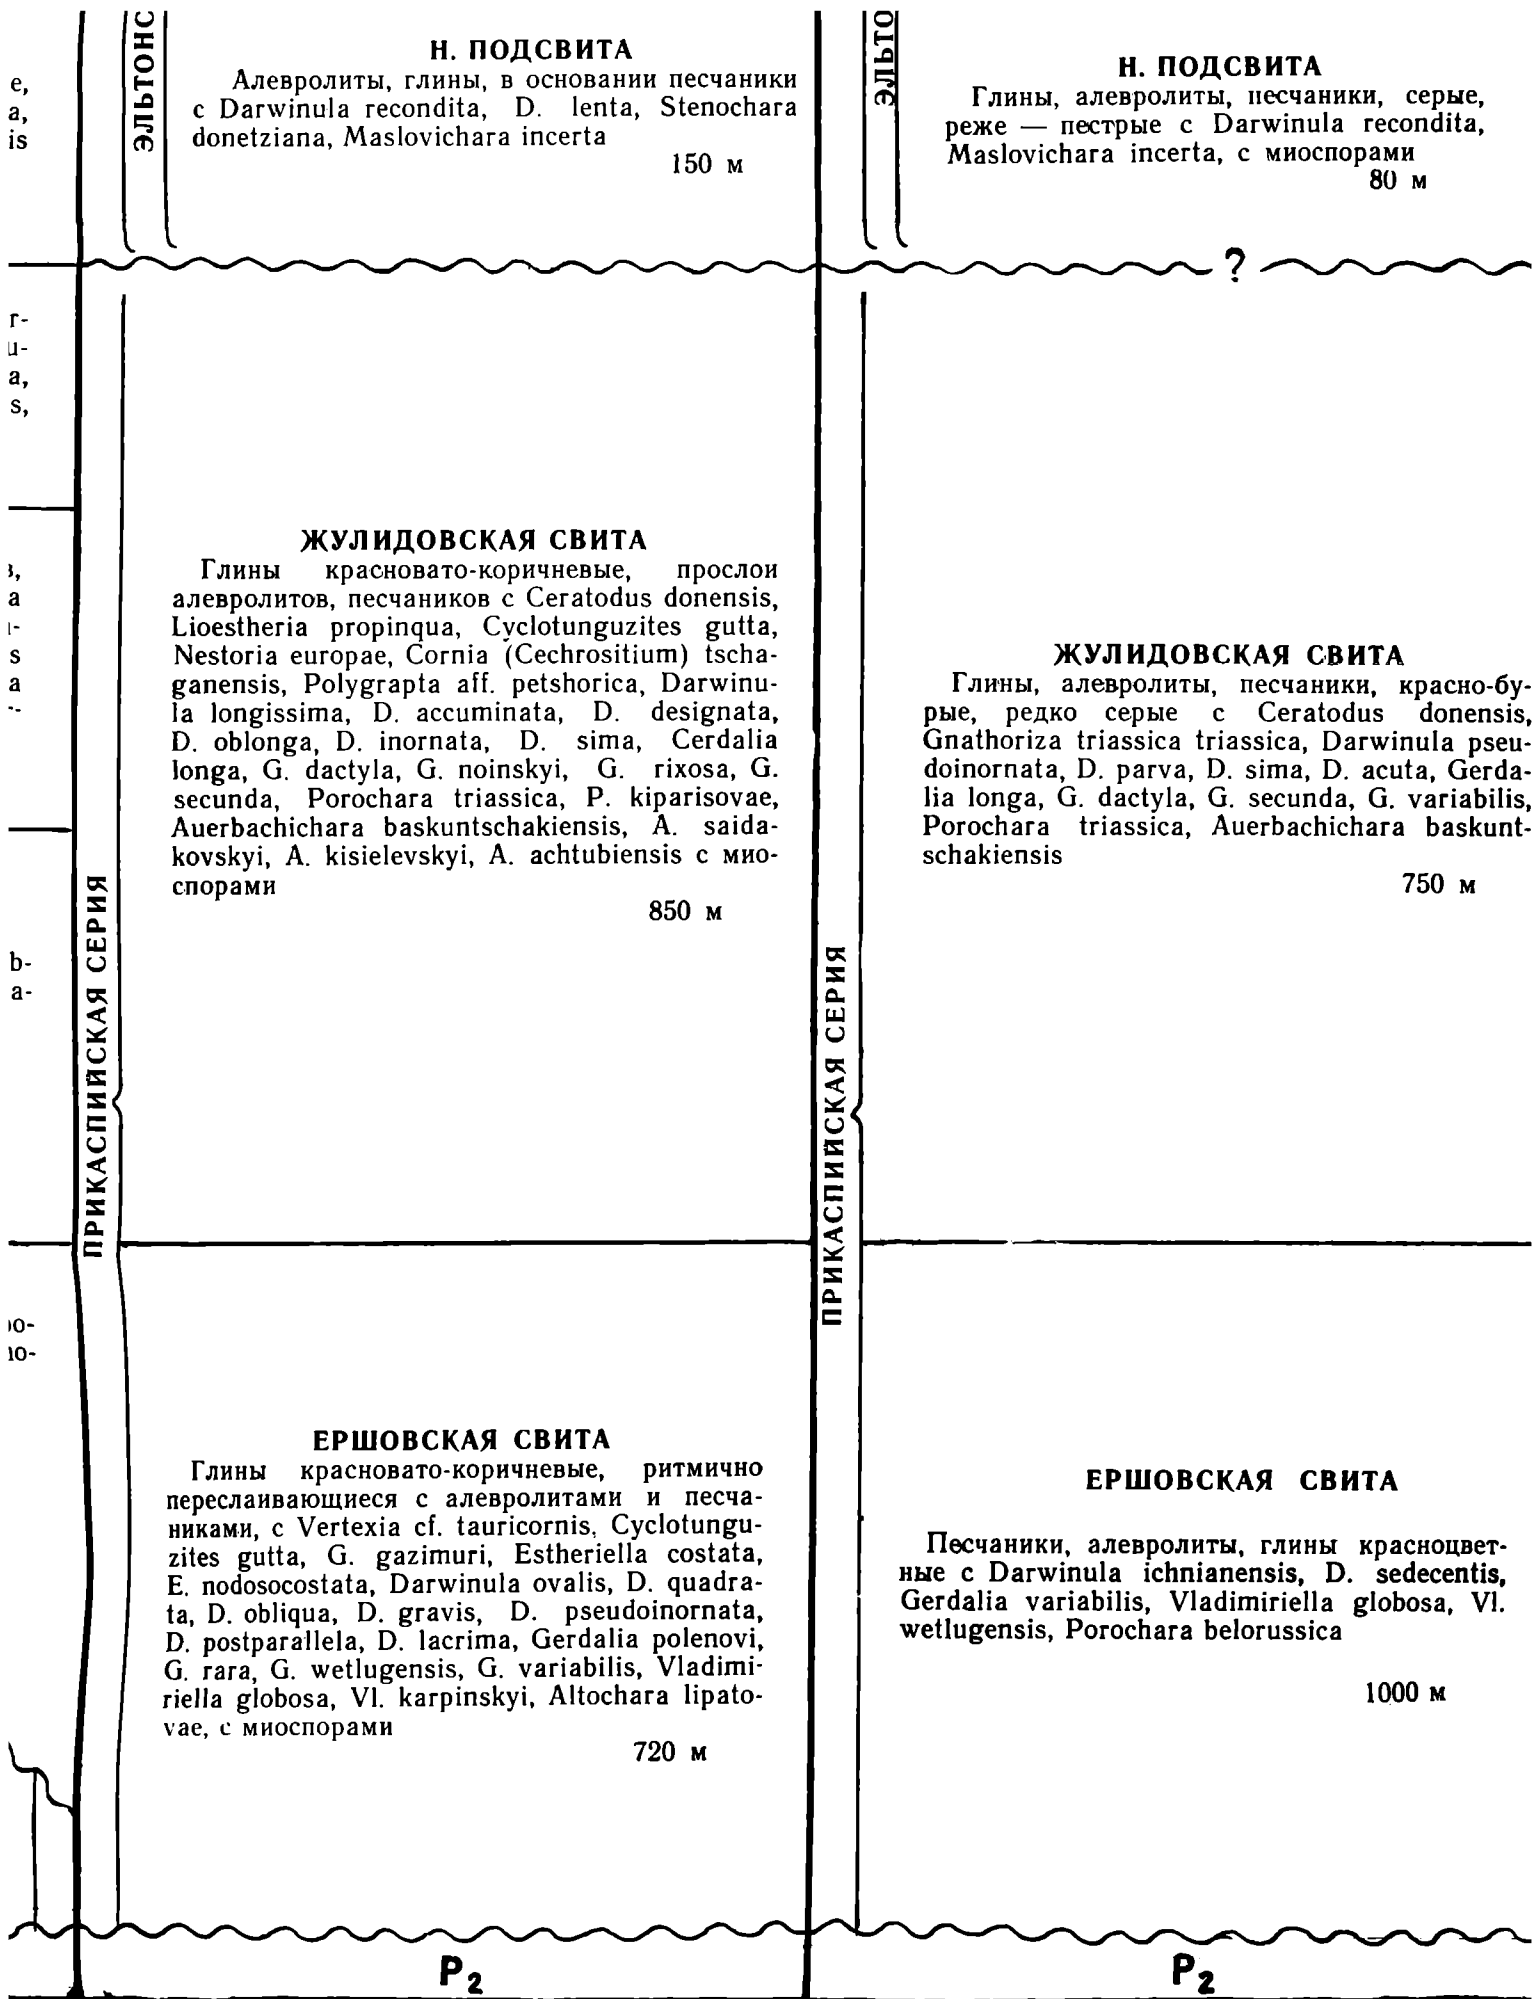 е,
а,
is
г-
u-
a,
s,
а
s
а
b-
а-
ЭЛЬТОНС
Н. ПОДСВИТА
Алевролиты, глины, в основании песчаники
с Darwinula recondita, D. lenta, Stenochara
donetziana, Maslovichara incerta
150 м
ПРИКАСПИЙСКАЯ СЕРИЯ
ЖУЛИДОВСКАЯ СВИТА
Глины красновато-коричневые, прослои
алевролитов, песчаников с Ceratodus donensis,
Lioestheria propinqua, Cyclotunguzites gutta,
Nestoria europae, Cornia (Cechrositium) tscha-
ganensis, Polygrapta aff. petshorica, Darwinu-
la longissima, D. accuminata, D. designata,
D. oblonga, D. inornata, D. sima, Cerdalia
longa, G. dactyla, G. noinskyi, G. rixosa, G.
secunda, Porochara triassica, P. kiparisovae,
Auerbachichara baskuntschakiensis, A. saida-
kovskyi, A. kisielevskyi, A. achtubiensis с мио-
спорами
850 м
ЕРШОВСКАЯ СВИТА
Глины красновато-коричневые, ритмично
переслаивающиеся с алевролитами и песча-
никами, с Vertexia cf. tauricornis, Cyclotungu-
zites gutta, G. gazimuri, Estheriella costata,
E. nodosocostata, Darwinula ovalis, D. quadra-
ta, D. obliqua, D. gravis, D. pseudoinornata,
D. postparallela, D. lacrima, Gerdalia polenovi,
G. rara, G. wetlugensis, G. variabilis, Vladimi-
riella globosa, Vl. karpinskyi, Altochara lipato-
vae, с миоспорами
720 м
P2
ЭЛЬТО
Н. ПОДСВИТА
Глины, алевролиты, песчаники, серые,
реже — пестрые с Darwinula recondita,
Maslovichara incerta, с миоспорами
80 м
?
ПРИКАСПИЙСКАЯ СЕРИЯ
ЖУЛИДОВСКАЯ СВИТА
Глины, алевролиты, песчаники, красно-бу-
рые, редко серые с Ceratodus donensis,
Gnathoriza triassica triassica, Darwinula pseu-
doinornata, D. parva, D. sima, D. acuta, Gerda-
lia longa, G. dactyla, G. secunda, G. variabilis,
Porochara triassica, Auerbachichara baskunt-
schakiensis
750 м
ЕРШОВСКАЯ СВИТА
Песчаники, алевролиты, глины красноцвет-
ные с Darwinula ichnianensis, D. sedecentis,
Gerdalia variabilis, Vladimiriella globosa, Vl.
wetlugensis, Porochara belorussica
1000 м
P2